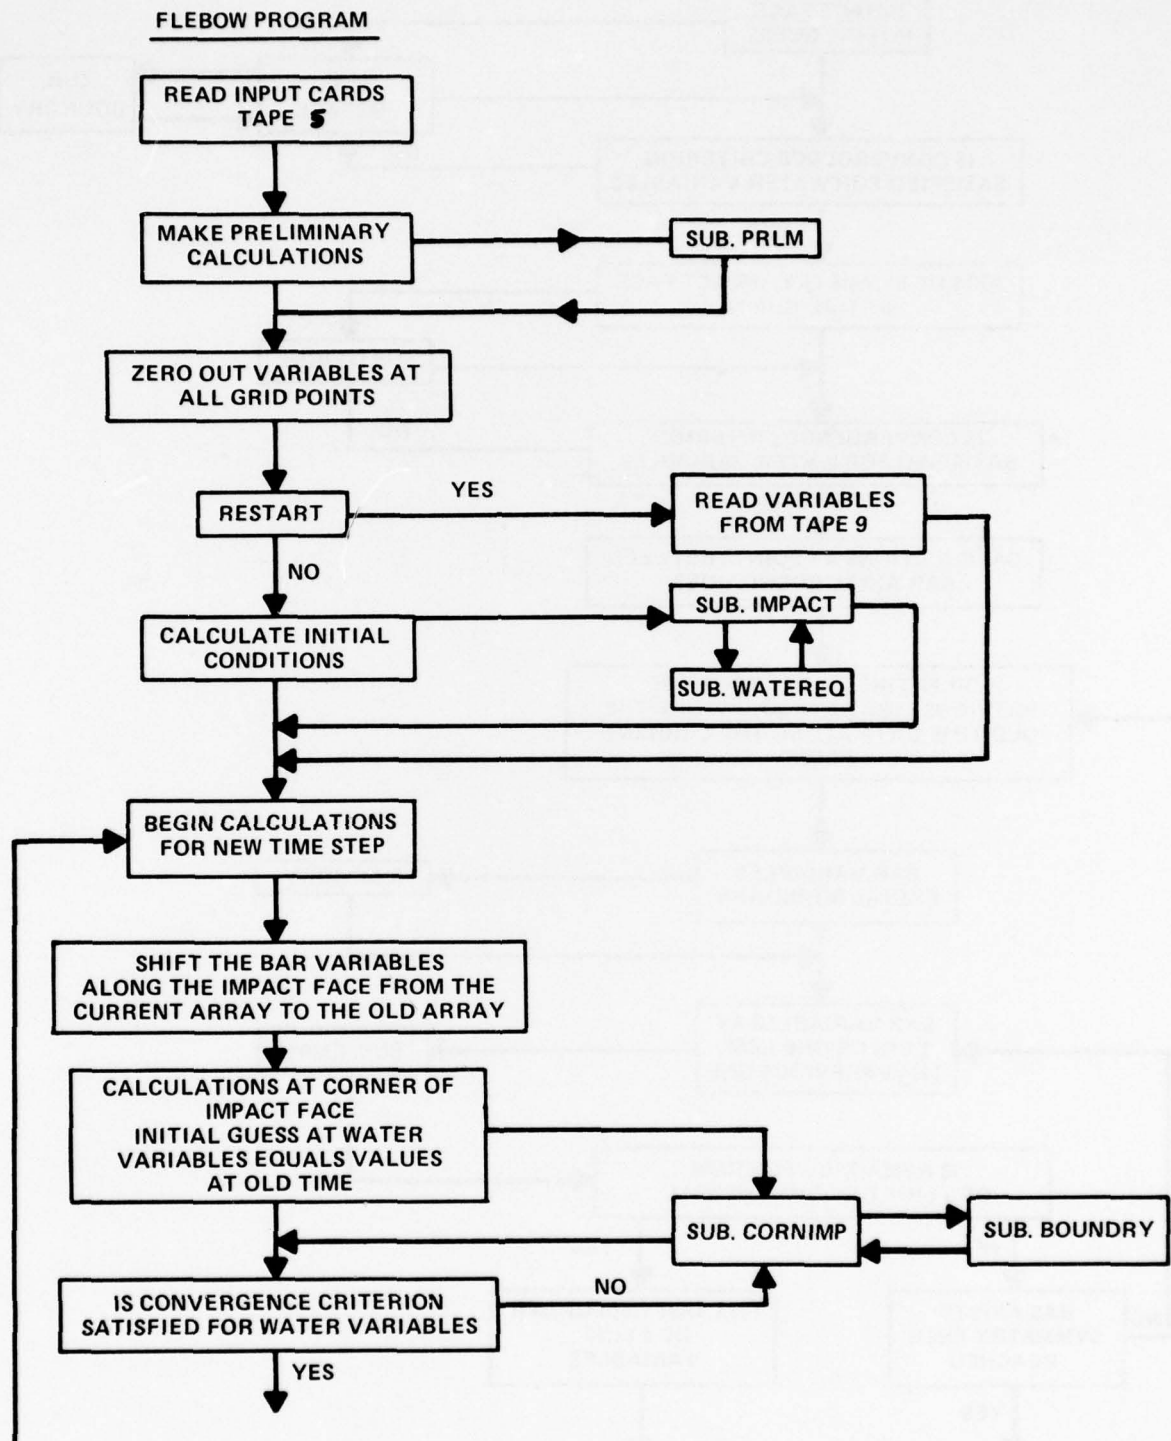 FLEBOW PROGRAM
READ INPUT CARDS
TAPE 5
MAKE PRELIMINARY
CALCULATIONS
SUB. PRLM
ZERO OUT VARIABLES AT
ALL GRID POINTS
RESTART
YES
READ VARIABLES
FROM TAPE 9
NO
CALCULATE INITIAL
CONDITIONS
SUB. IMPACT
SUB. WATEREQ
BEGIN CALCULATIONS
FOR NEW TIME STEP
SHIFT THE BAR VARIABLES
ALONG THE IMPACT FACE FROM THE
CURRENT ARRAY TO THE OLD ARRAY
CALCULATIONS AT CORNER OF
IMPACT FACE
INITIAL GUESS AT WATER
VARIABLES EQUALS VALUES
AT OLD TIME
SUB. CORNIMP
SUB. BOUNDRY
IS CONVERGENCE CRITERION
SATISFIED FOR WATER VARIABLES
NO
YES